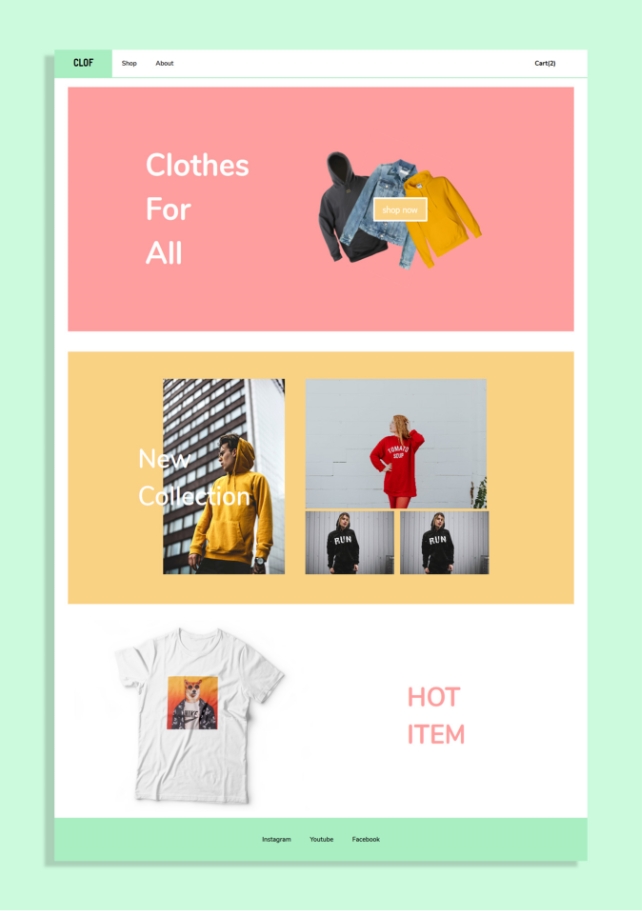 CLOF
Shop
About
Cart(2)
Clothes
For
All
shop now
New
Collection
TOMATO
SOUP
RUN
RUN
HOT
ITEM
Instagram
Youtube
Facebook